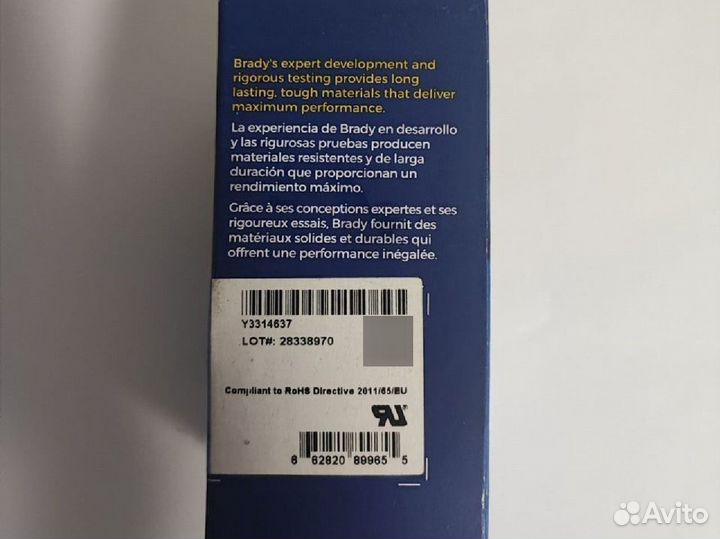 Brady's expert development and
rigorous testing provides long
lasting, tough materials that deliver
maximum performance.
La experiencia de Brady en desarrollo
y las rigurosas pruebas producen
materiales resistentes y de larga
duración que proporcionan un
rendimiento máximo.
Grâce à ses conceptions expertes et ses
rigoureux essais, Brady fournit des
matériaux solides et durables qui
offrent une performance inégalée.
Y3314637
LOT#: 28338970
Compliant to RoHS Directive 2011/65/EU
6 62820 89965 5
Avito